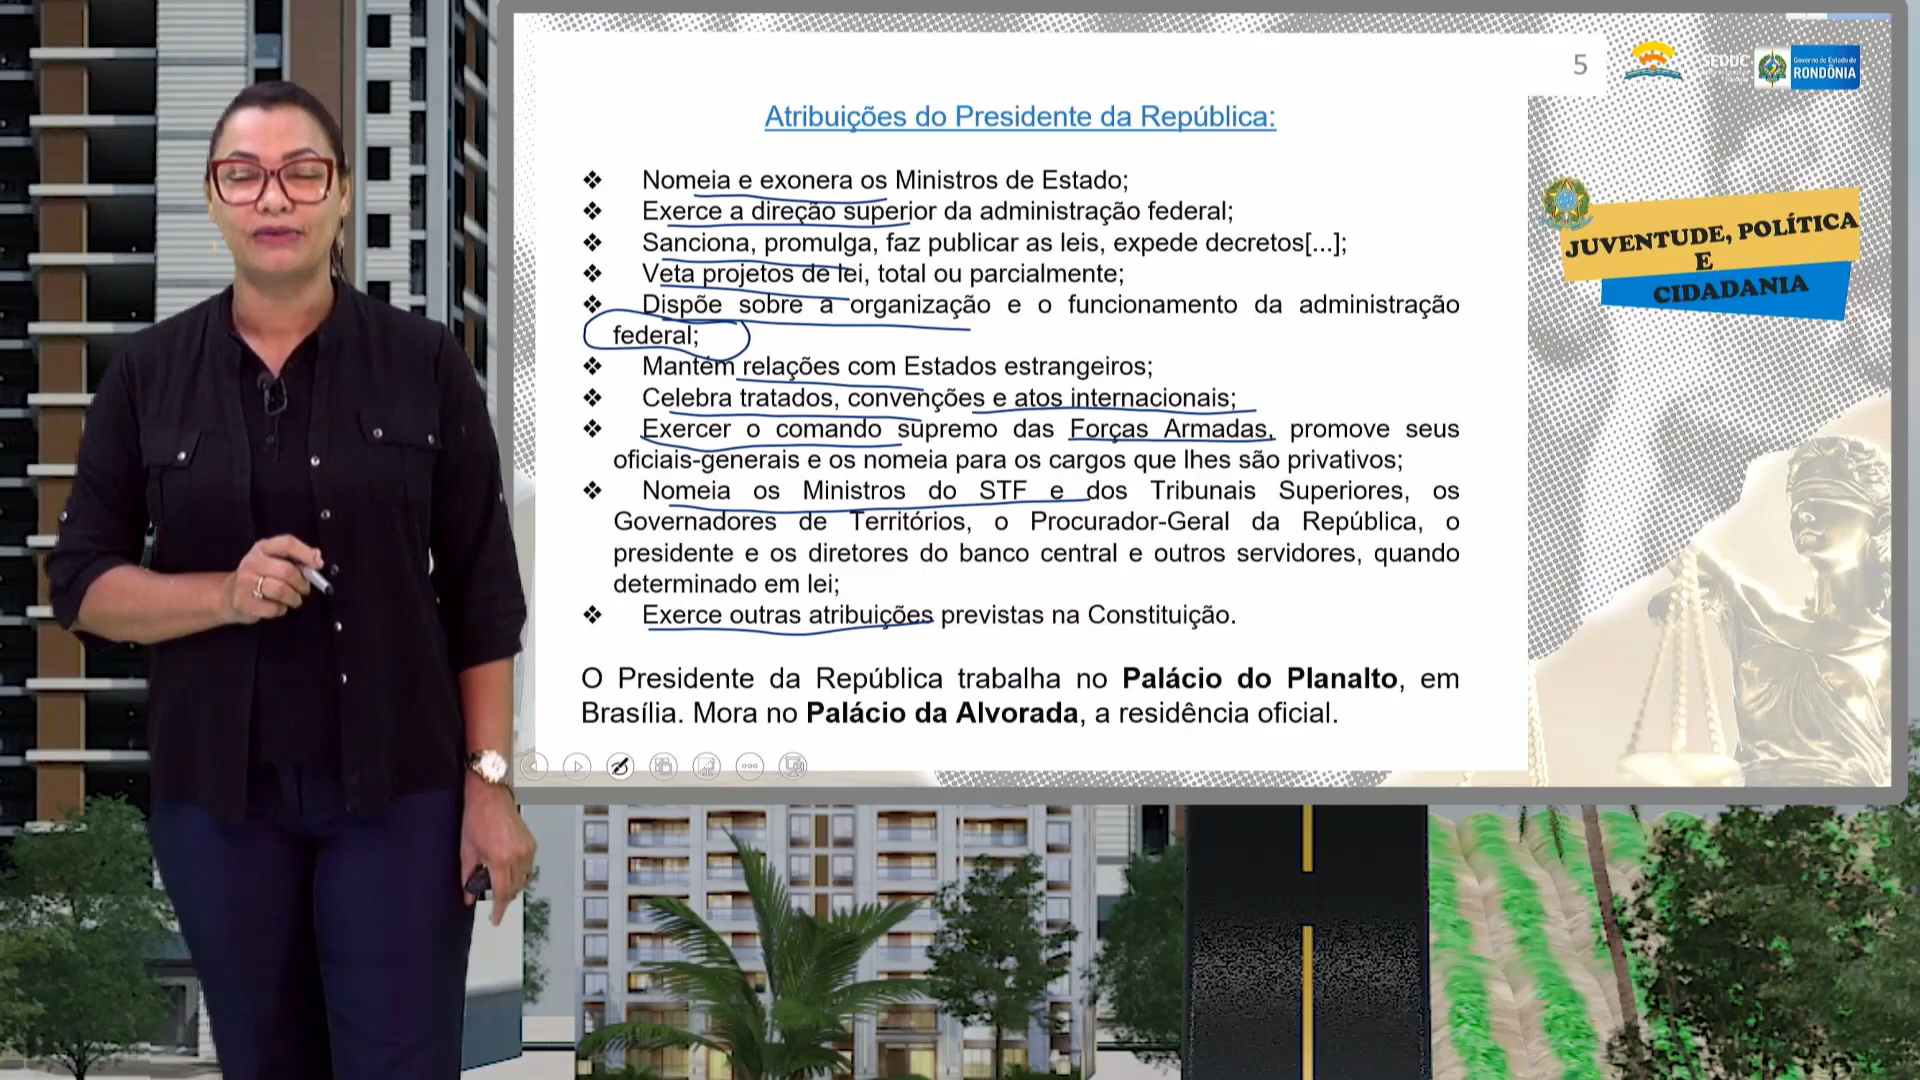 5
SEDUC
Governo do Estado de
RONDÔNIA
Atribuições do Presidente da República:
❖ Nomeia e exonera os Ministros de Estado;
❖ Exerce a direção superior da administração federal;
❖ Sanciona, promulga, faz publicar as leis, expede decretos[...];
❖ Veta projetos de lei, total ou parcialmente;
❖ Dispõe sobre a organização e o funcionamento da administração
federal;
❖ Mantém relações com Estados estrangeiros;
❖ Celebra tratados, convenções e atos internacionais;
❖ Exercer o comando supremo das Forças Armadas, promove seus
oficiais-generais e os nomeia para os cargos que lhes são privativos;
❖ Nomeia os Ministros do STF e dos Tribunais Superiores, os
Governadores de Territórios, o Procurador-Geral da República, o
presidente e os diretores do banco central e outros servidores, quando
determinado em lei;
❖ Exerce outras atribuições previstas na Constituição.
O Presidente da República trabalha no Palácio do Planalto, em
Brasília. Mora no Palácio da Alvorada, a residência oficial.
JUVENTUDE, POLÍTICA
E
CIDADANIA